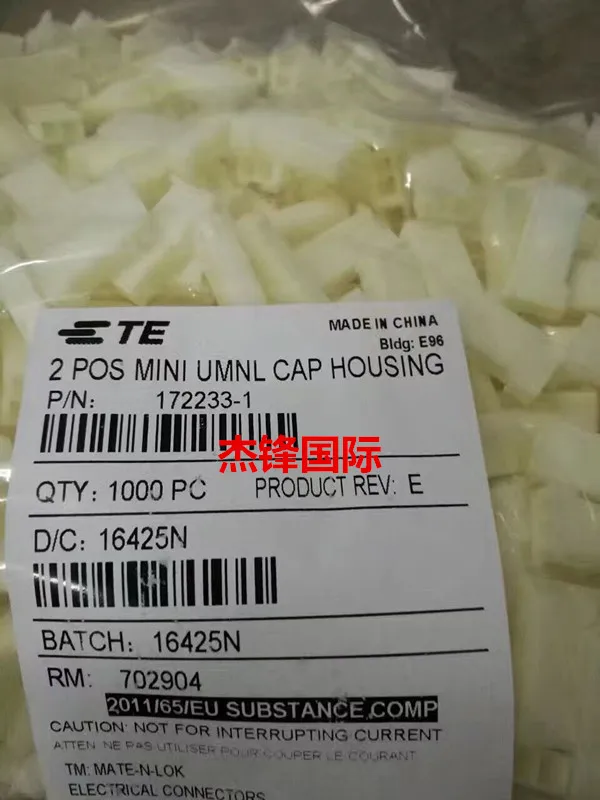 TE
MADE IN CHINA
Bldg: E96
2 POS MINI UMNL CAP HOUSING
P/N: 172233-1
杰锋国际
QTY: 1000 PC PRODUCT REV: E
D/C: 16425N
BATCH: 16425N
RM: 702904
2011/65/EU SUBSTANCE.COMP
CAUTION: NOT FOR INTERRUPTING CURRENT
ATTEN. NE PAS UTILISER POUR COUPER LE COURANT
TM: MATE-N-LOK
ELECTRICAL CONNECTORS